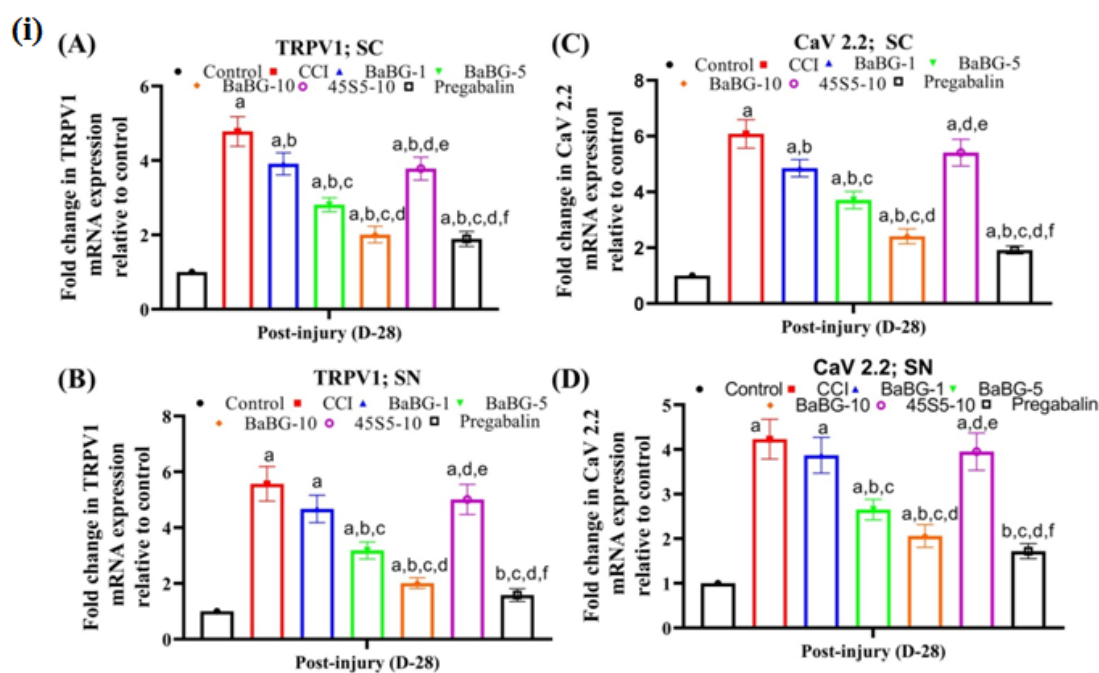 (i)
(A)
TRPV1; SC
Control CCI BaBG-1 BaBG-5
BaBG-10 45S5-10 Pregabalin
Fold change in TRPV1
mRNA expression
relative to control
6
4
2
0
a
a,b
a,b,c
a,b,c,d
a,b,d,e
a,b,c,d,f
Post-injury (D-28)
(C)
CaV 2.2; SC
Control CCI BaBG-1 BaBG-5
BaBG-10 45S5-10 Pregabalin
Fold change in CaV 2.2
mRNA expression
relative to control
8
6
4
2
0
a
a,b
a,b,c
a,b,c,d
a,d,e
a,b,c,d,f
Post-injury (D-28)
(B)
TRPV1; SN
Control CCI BaBG-1 BaBG-5
BaBG-10 45S5-10 Pregabalin
Fold change in TRPV1
mRNA expression
relative to control
8
6
4
2
0
a
a
a,b,c
a,b,c,d
a,d,e
b,c,d,f
Post-injury (D-28)
(D)
CaV 2.2; SN
Control CCI BaBG-1 BaBG-5
BaBG-10 45S5-10 Pregabalin
Fold change in CaV 2.2
mRNA expression
relative to control
5
4
3
2
1
0
a
a
a,b,c
a,b,c,d
a,d,e
b,c,d,f
Post-injury (D-28)